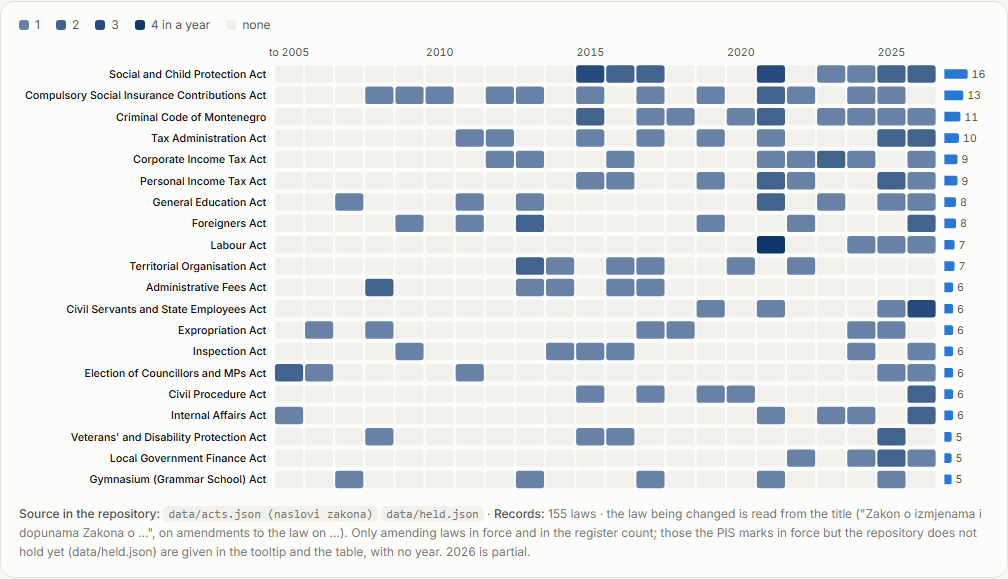 1 2 3 4 in a year none
to 2005 2010 2015 2020 2025
Social and Child Protection Act 16
Compulsory Social Insurance Contributions Act 13
Criminal Code of Montenegro 11
Tax Administration Act 10
Corporate Income Tax Act 9
Personal Income Tax Act 9
General Education Act 8
Foreigners Act 8
Labour Act 7
Territorial Organisation Act 7
Administrative Fees Act 6
Civil Servants and State Employees Act 6
Expropriation Act 6
Inspection Act 6
Election of Councillors and MPs Act 6
Civil Procedure Act 6
Internal Affairs Act 6
Veterans' and Disability Protection Act 5
Local Government Finance Act 5
Gymnasium (Grammar School) Act 5
Source in the repository: data/acts.json (naslovi zakona) data/held.json · Records: 155 laws · the law being changed is read from the title ("Zakon o izmjenama i
dopunama Zakona o ...", on amendments to the law on ...). Only amending laws in force and in the register count; those the PIS marks in force but the repository does not
hold yet (data/held.json) are given in the tooltip and the table, with no year. 2026 is partial.